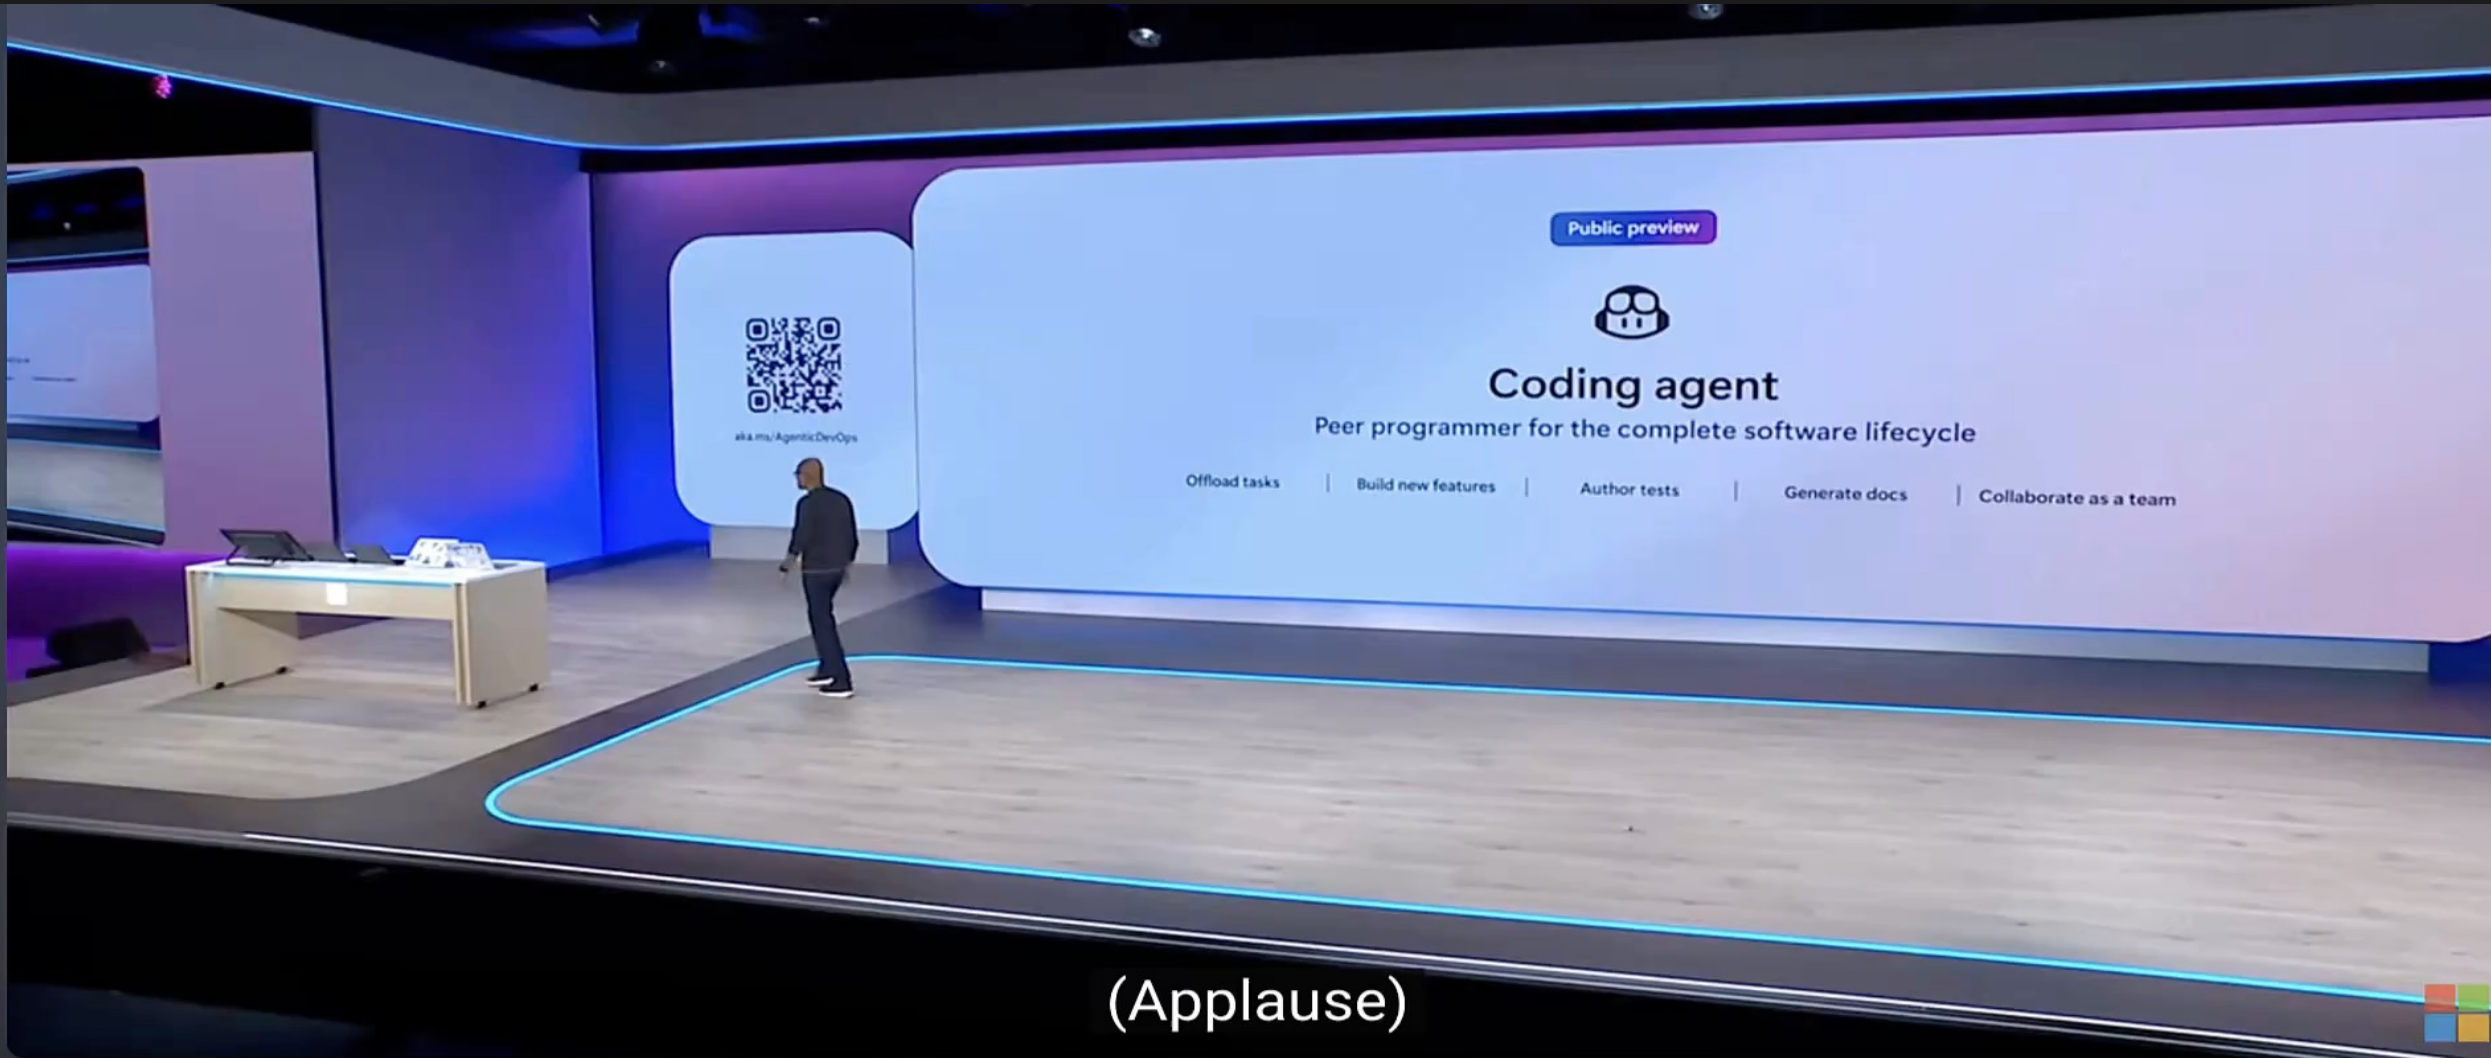 Public preview
Coding agent
Peer programmer for the complete software lifecycle
Offload tasks | Build new features | Author tests | Generate docs | Collaborate as a team
aka.ms/AgenticDevOps
(Applause)